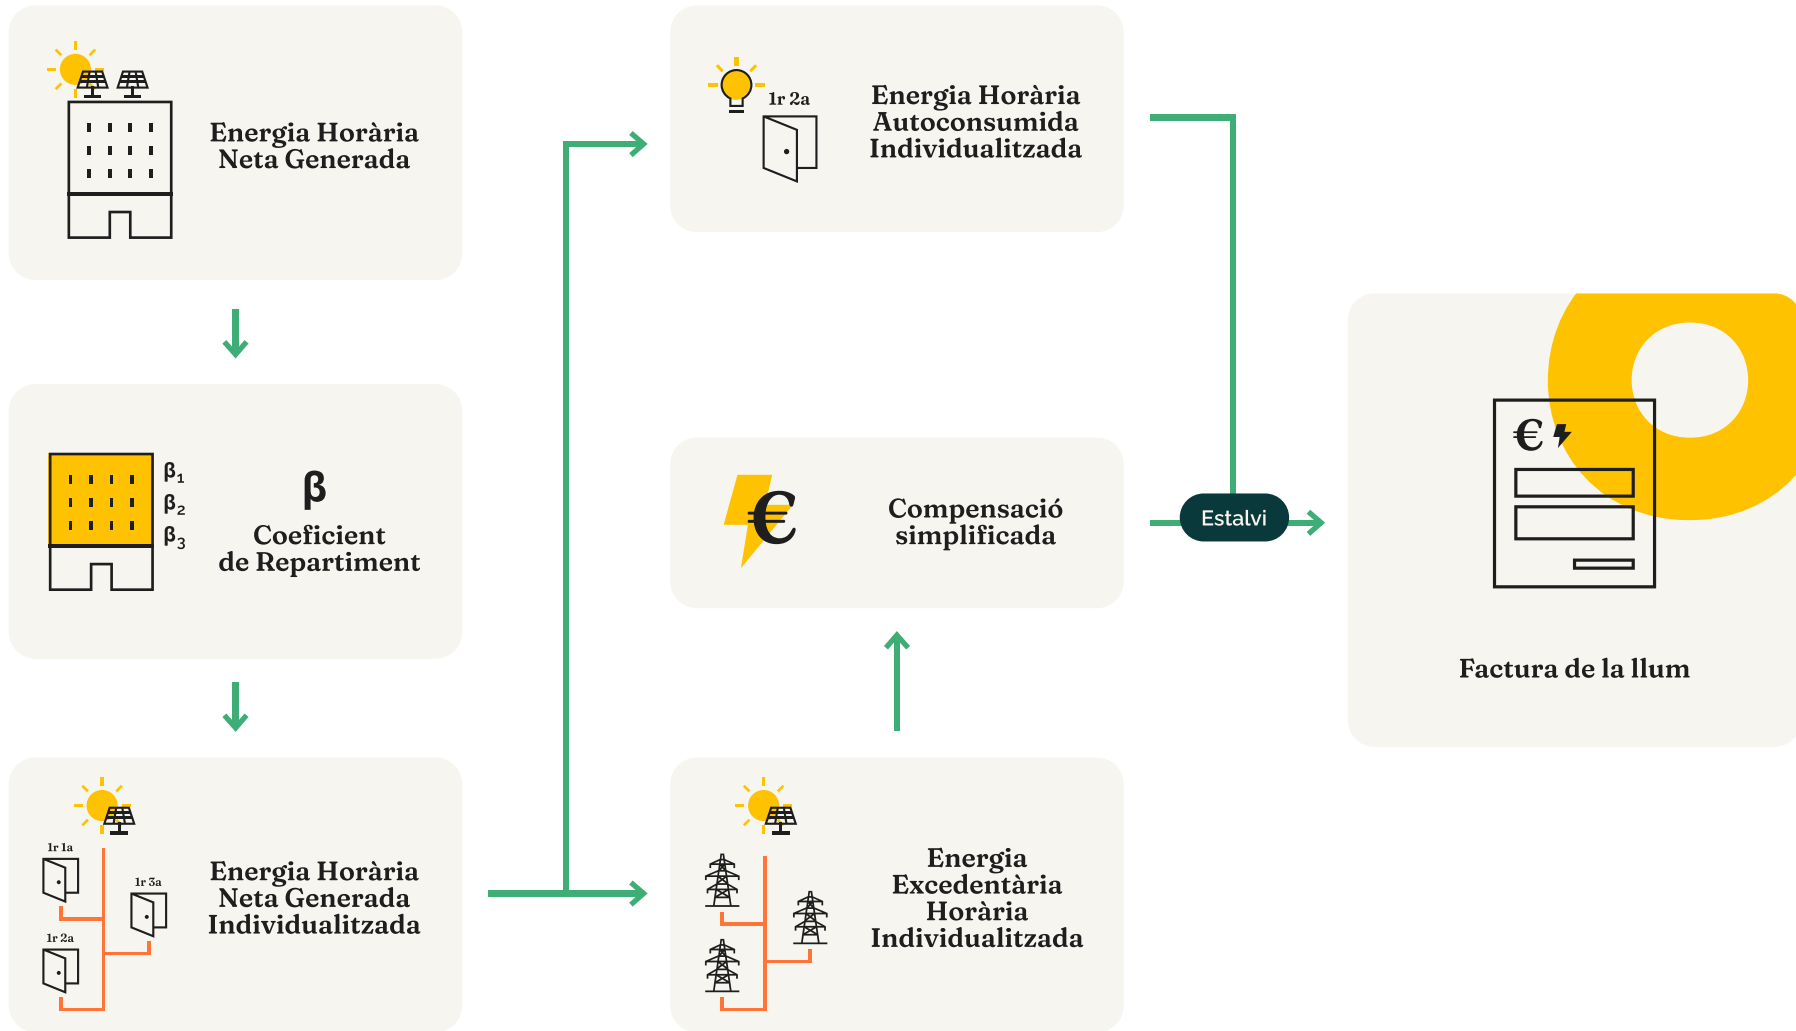 Energia Horària
Neta Generada
β1
β2
β3
β
Coeficient
de Repartiment
1r 1a
1r 3a
1r 2a
Energia Horària
Neta Generada
Individualitzada
1r 2a
Energia Horària
Autoconsumida
Individualitzada
€
Compensació
simplificada
Energia
Excedentària
Horària
Individualitzada
Estalvi
€
Factura de la llum